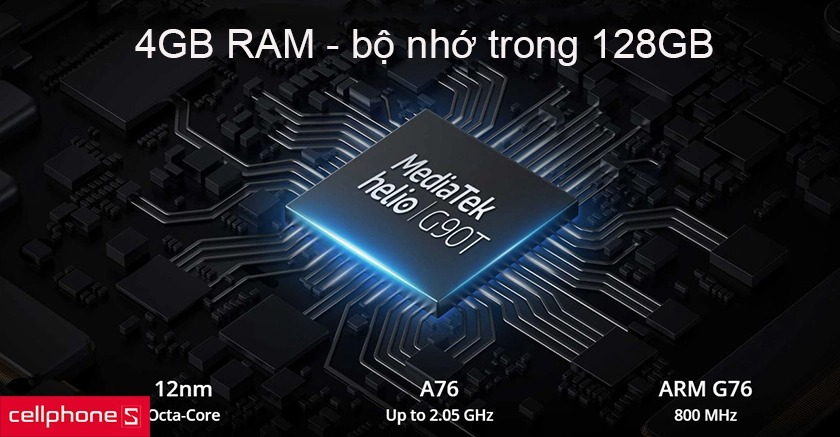 4GB RAM - bộ nhớ trong 128GB
MediaTek
helio | G90T
12nm
Octa-Core
A76
Up to 2.05 GHz
ARM G76
800 MHz
cellphoneS